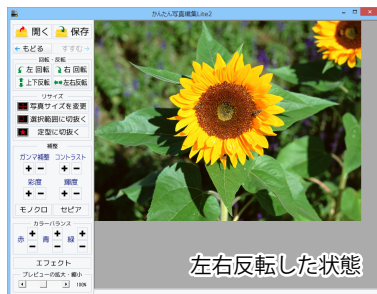 かんたん写真編集Lite2
開く 保存
もどる すすむ
回転・反転
左回転 右回転
上下反転 左右反転
リサイズ
写真サイズを変更
選択範囲に切抜く
定型に切抜く
補整
ガンマ補整 コントラスト
+ − + −
彩度 輝度
+ − + −
モノクロ セピア
カラーバランス
赤 + − 青 + − 緑 + −
エフェクト
プレビューの拡大・縮小
100%
左右反転した状態